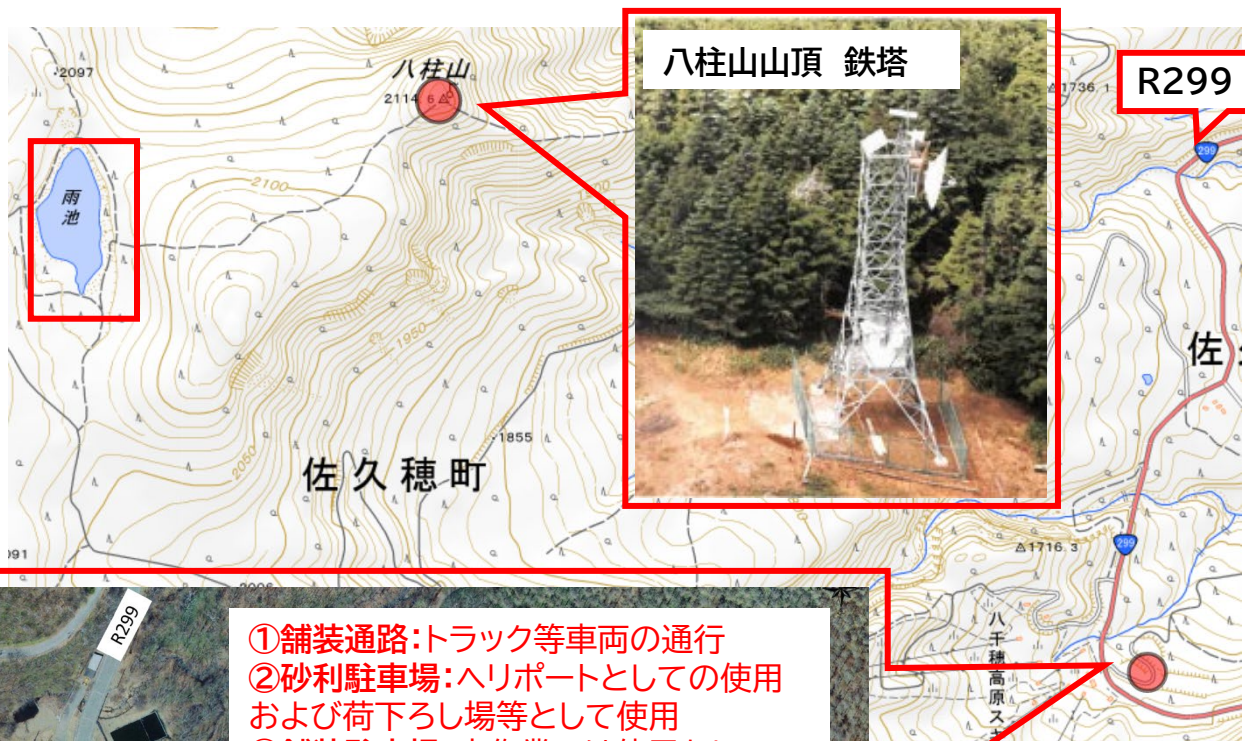 2097
八柱山
2114.6
八柱山山頂 鉄塔
1736.1
R299
299
雨池
2100
1950
佐
1855
2050
佐久穂町
091
1716.3
299
2006
R299
①舗装通路:トラック等車両の通行
②砂利駐車場:ヘリポートとしての使用
および荷下ろし場等として使用
八千穂高原ス